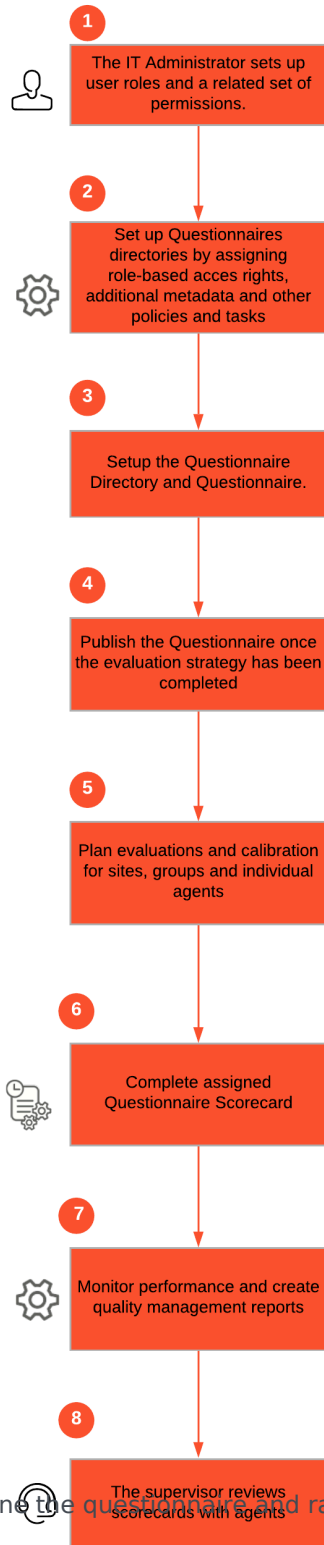 1
The IT Administrator sets up
user roles and a related set of
permissions.
2
Set up Questionnaires
directories by assigning
role-based acces rights,
additional metadata and other
policies and tasks
3
Setup the Questionnaire
Directory and Questionnaire.
4
Publish the Questionnaire once
the evaluation strategy has been
completed
5
Plan evaluations and calibration
for sites, groups and individual
agents
6
Complete assigned
Questionnaire Scorecard
7
Monitor performance and create
quality management reports
8
The supervisor reviews
the questionnaire and
scorecards with agents